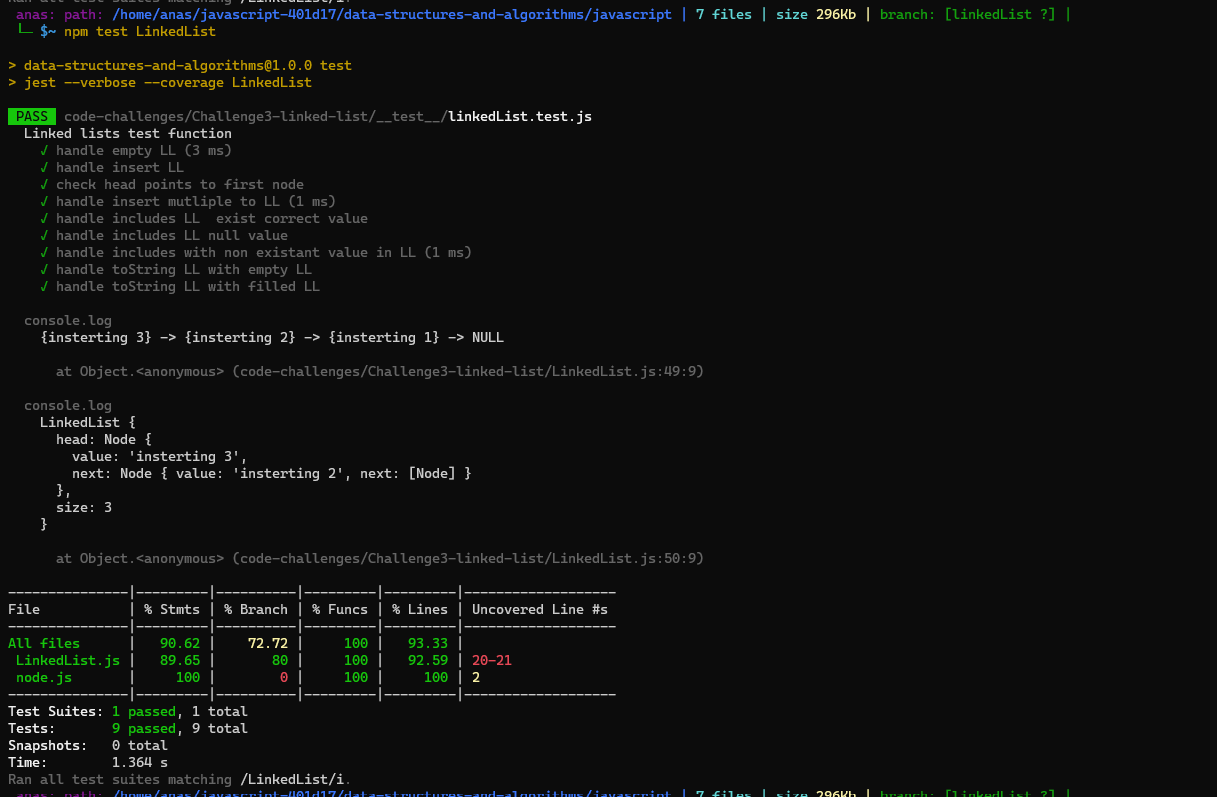 Ran all test suites matching /LinkedList/i.
anas: path: /home/anas/javascript-401d17/data-structures-and-algorithms/javascript | 7 files | size 296Kb | branch: [linkedList ?] |
└─ $~ npm test LinkedList
> data-structures-and-algorithms@1.0.0 test
> jest --verbose --coverage LinkedList
PASS code-challenges/Challenge3-linked-list/__test__/linkedList.test.js
Linked lists test function
√ handle empty LL (3 ms)
√ handle insert LL
√ check head points to first node
√ handle insert mutliple to LL (1 ms)
√ handle includes LL  exist correct value
√ handle includes LL null value
√ handle includes with non existant value in LL (1 ms)
√ handle toString LL with empty LL
√ handle toString LL with filled LL
console.log
{insterting 3} -> {insterting 2} -> {insterting 1} -> NULL
at Object.<anonymous> (code-challenges/Challenge3-linked-list/LinkedList.js:49:9)
console.log
LinkedList {
head: Node {
value: 'insterting 3',
next: Node { value: 'insterting 2', next: [Node] }
},
size: 3
}
at Object.<anonymous> (code-challenges/Challenge3-linked-list/LinkedList.js:50:9)
---------------|---------|----------|---------|---------|-------------------
File           | % Stmts | % Branch | % Funcs | % Lines | Uncovered Line #s
---------------|---------|----------|---------|---------|-------------------
All files      |   90.62 |    72.72 |     100 |   93.33 |
LinkedList.js |   89.65 |       80 |     100 |   92.59 | 20-21
node.js       |     100 |        0 |     100 |     100 | 2
---------------|---------|----------|---------|---------|-------------------
Test Suites: 1 passed, 1 total
Tests:       9 passed, 9 total
Snapshots:   0 total
Time:        1.364 s
Ran all test suites matching /LinkedList/i.
anas: path: /home/anas/javascript-401d17/data-structures-and-algorithms/javascript | 7 files | size 296Kb | branch: [linkedList ?] |